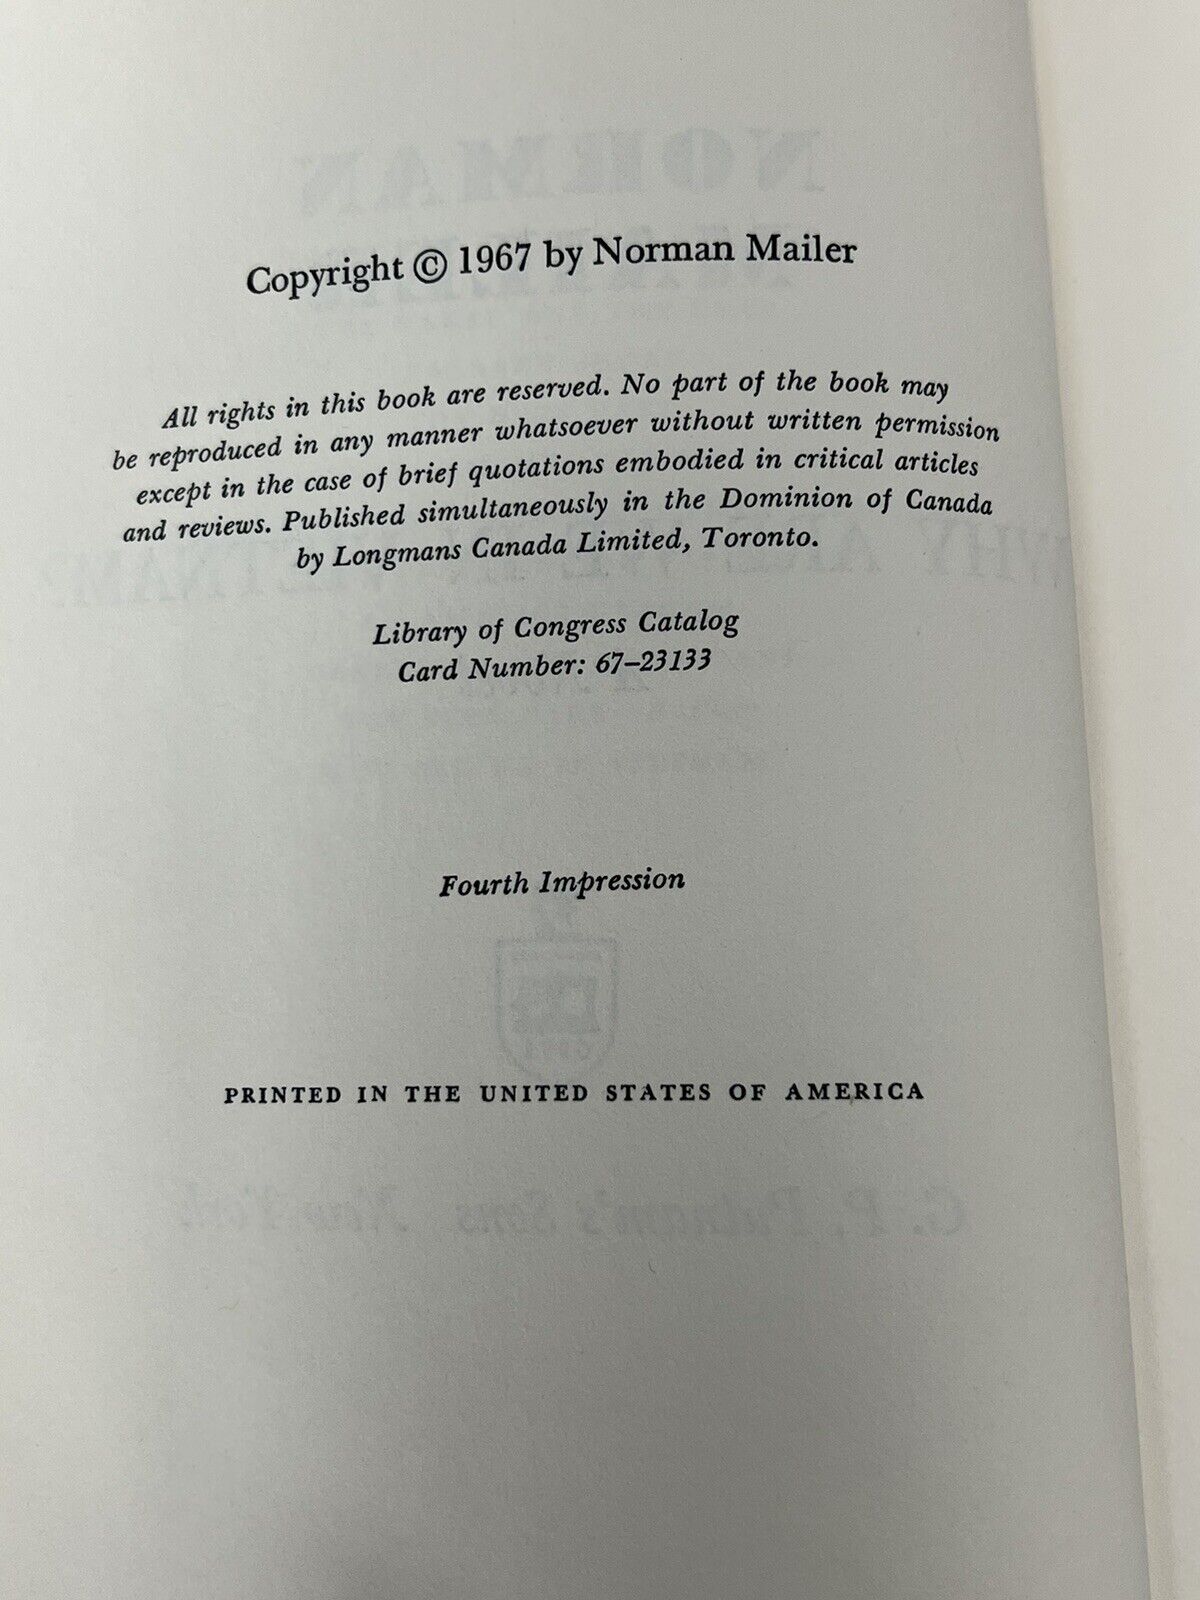 Copyright © 1967 by Norman Mailer
All rights in this book are reserved. No part of the book may
be reproduced in any manner whatsoever without written permission
except in the case of brief quotations embodied in critical articles
and reviews. Published simultaneously in the Dominion of Canada
by Longmans Canada Limited, Toronto.
Library of Congress Catalog
Card Number: 67–23133
Fourth Impression
PRINTED IN THE UNITED STATES OF AMERICA